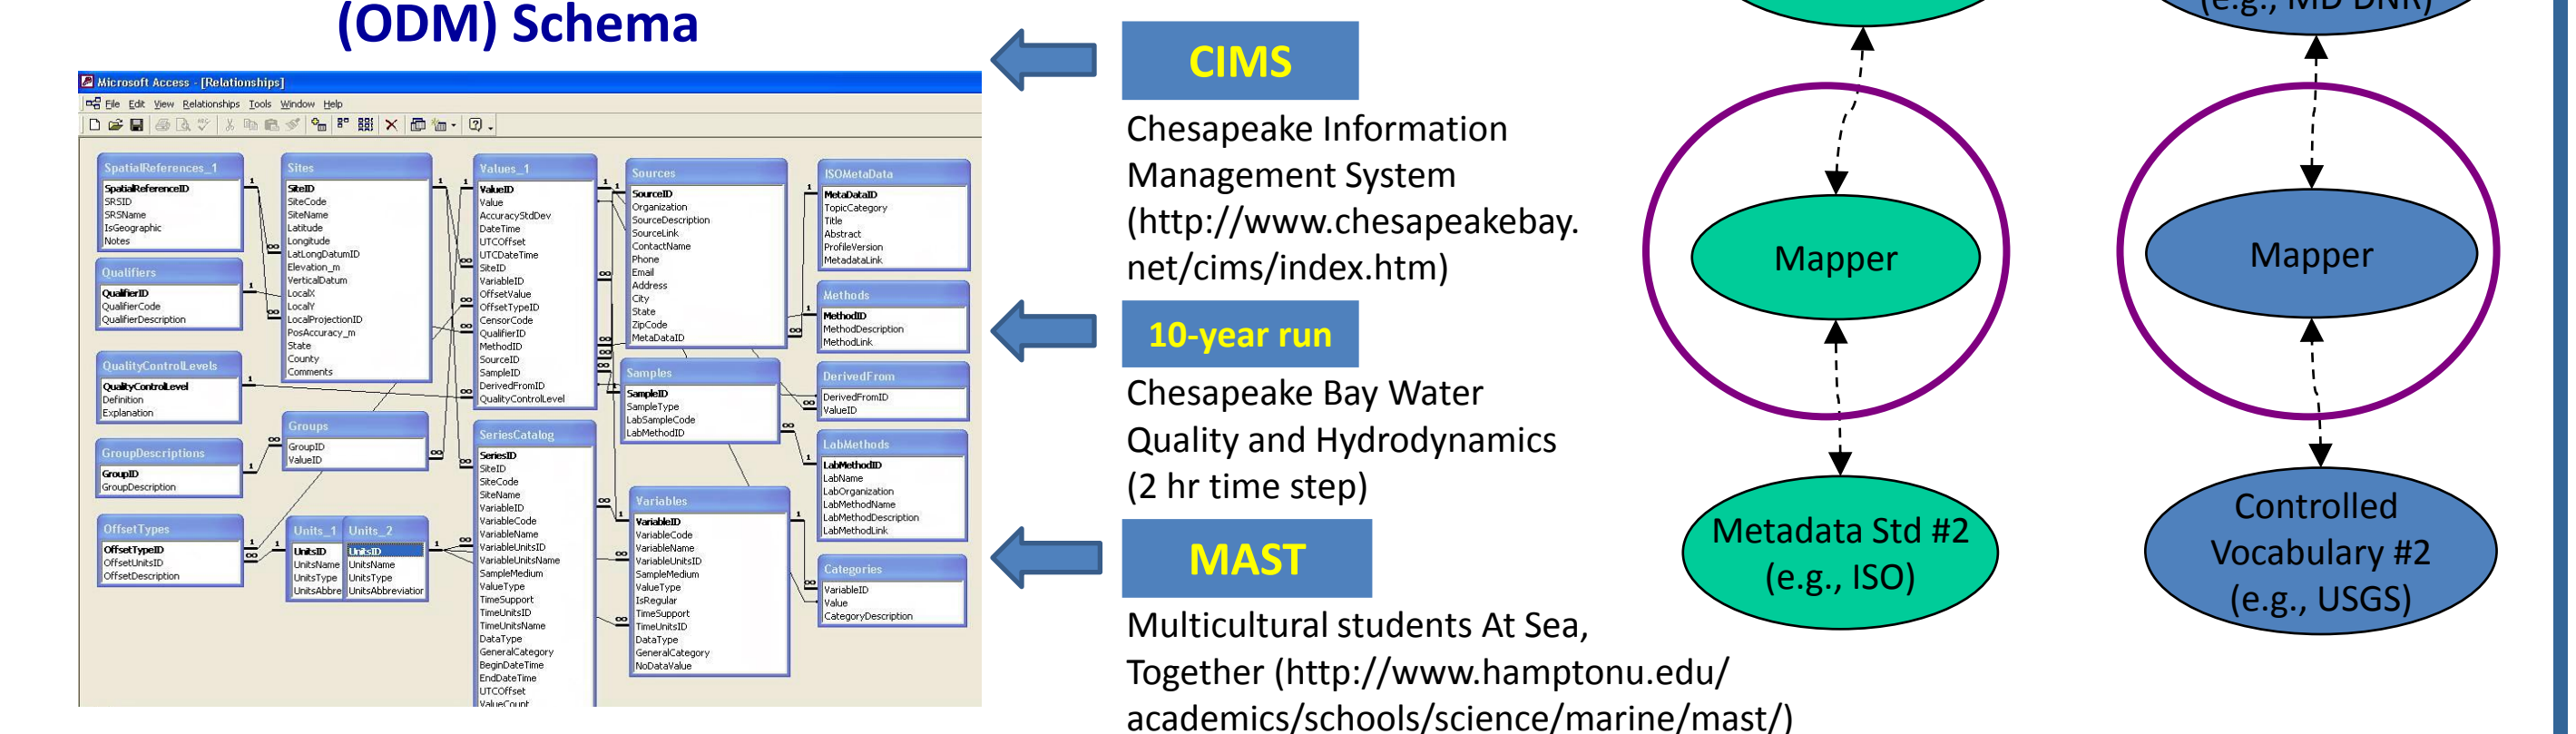 (ODM) Schema
Microsoft Access - [Relationships]
File Edit View Relationships Tools Window Help
SpatialReferences_1
SpatialReferenceID
SRSID
SRSName
IsGeographic
Notes
Qualifiers
QualifierID
QualifierCode
QualifierDescription
QualityControlLevels
QualityControlLevel
Definition
Explanation
GroupDescriptions
GroupID
GroupDescription
OffsetTypes
OffsetTypeID
OffsetUnitsID
OffsetDescription
Sites
SiteID
SiteCode
SiteName
Latitude
Longitude
LatLongDatumID
Elevation_m
VerticalDatum
LocalX
LocalY
LocalProjectionID
PosAccuracy_m
State
County
Comments
Groups
GroupID
ValueID
Units_1
UnitsID
UnitsName
UnitsType
UnitsAbbre
Units_2
UnitsID
UnitsName
UnitsType
UnitsAbbreviation
Values_1
ValueID
Value
AccuracyStdDev
DateTime
UTCOffset
UTCDateTime
SiteID
VariableID
OffsetValue
OffsetTypeID
CensorCode
QualifierID
MethodID
SourceID
SampleID
DerivedFromID
QualityControlLevel
SeriesCatalog
SeriesID
SiteID
SiteCode
SiteName
VariableID
VariableCode
VariableName
VariableUnitsID
VariableUnitsName
SampleMedium
ValueType
TimeSupport
TimeUnitsID
TimeUnitsName
DataType
GeneralCategory
BeginDateTime
EndDateTime
UTCOffset
ValueCount
Sources
SourceID
Organization
SourceDescription
SourceLink
ContactName
Phone
Email
Address
City
State
ZipCode
MetaDataID
Samples
SampleID
SampleType
LabSampleCode
LabMethodID
Variables
VariableID
VariableCode
VariableName
VariableUnitsID
SampleMedium
ValueType
IsRegular
TimeSupport
TimeUnitsID
DataType
GeneralCategory
NoDataValue
ISOMetaData
MetaDataID
TopicCategory
Title
Abstract
ProfileVersion
MetadataLink
Methods
MethodID
MethodDescription
MethodLink
DerivedFrom
DerivedFromID
ValueID
LabMethods
LabMethodID
LabName
LabOrganization
LabMethodName
LabMethodDescription
LabMethodLink
Categories
VariableID
Value
CategoryDescription
CIMS
Chesapeake Information
Management System
(http://www.chesapeakebay.
net/cims/index.htm)
10-year run
Chesapeake Bay Water
Quality and Hydrodynamics
(2 hr time step)
MAST
Multicultural students At Sea,
Together (http://www.hamptonu.edu/
academics/schools/science/marine/mast/)
Mapper
Metadata Std #2
(e.g., ISO)
(e.g., MD DNR)
Mapper
Controlled
Vocabulary #2
(e.g., USGS)